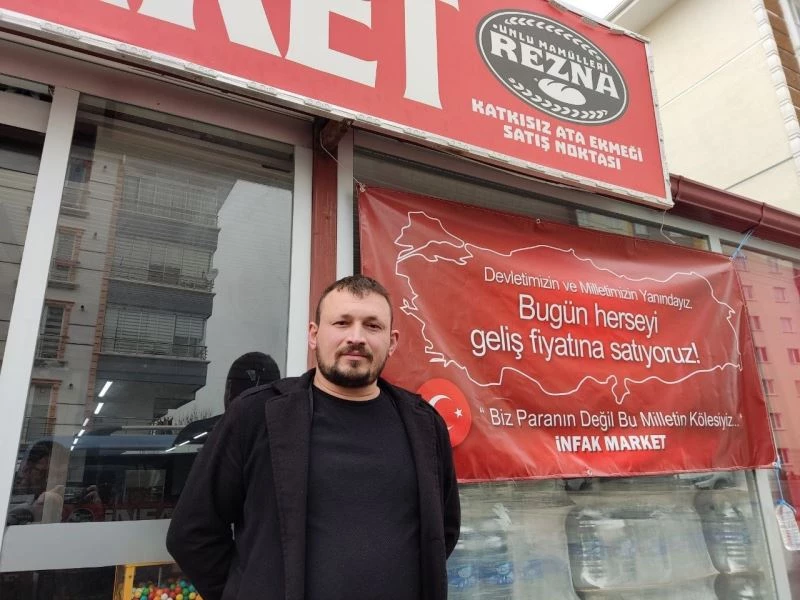 RKET
UNLU MAMÜLLERİ
REZNA
KATKISIZ ATA EKMEĞİ
SATIŞ NOKTASI
Devletimizin ve Milletimizin Yanındayız.
Bugün herseyi
geliş fiyatına satıyoruz!
“ Biz Paranın Değil Bu Milletin Kölesiyiz...”
İNFAK MARKET